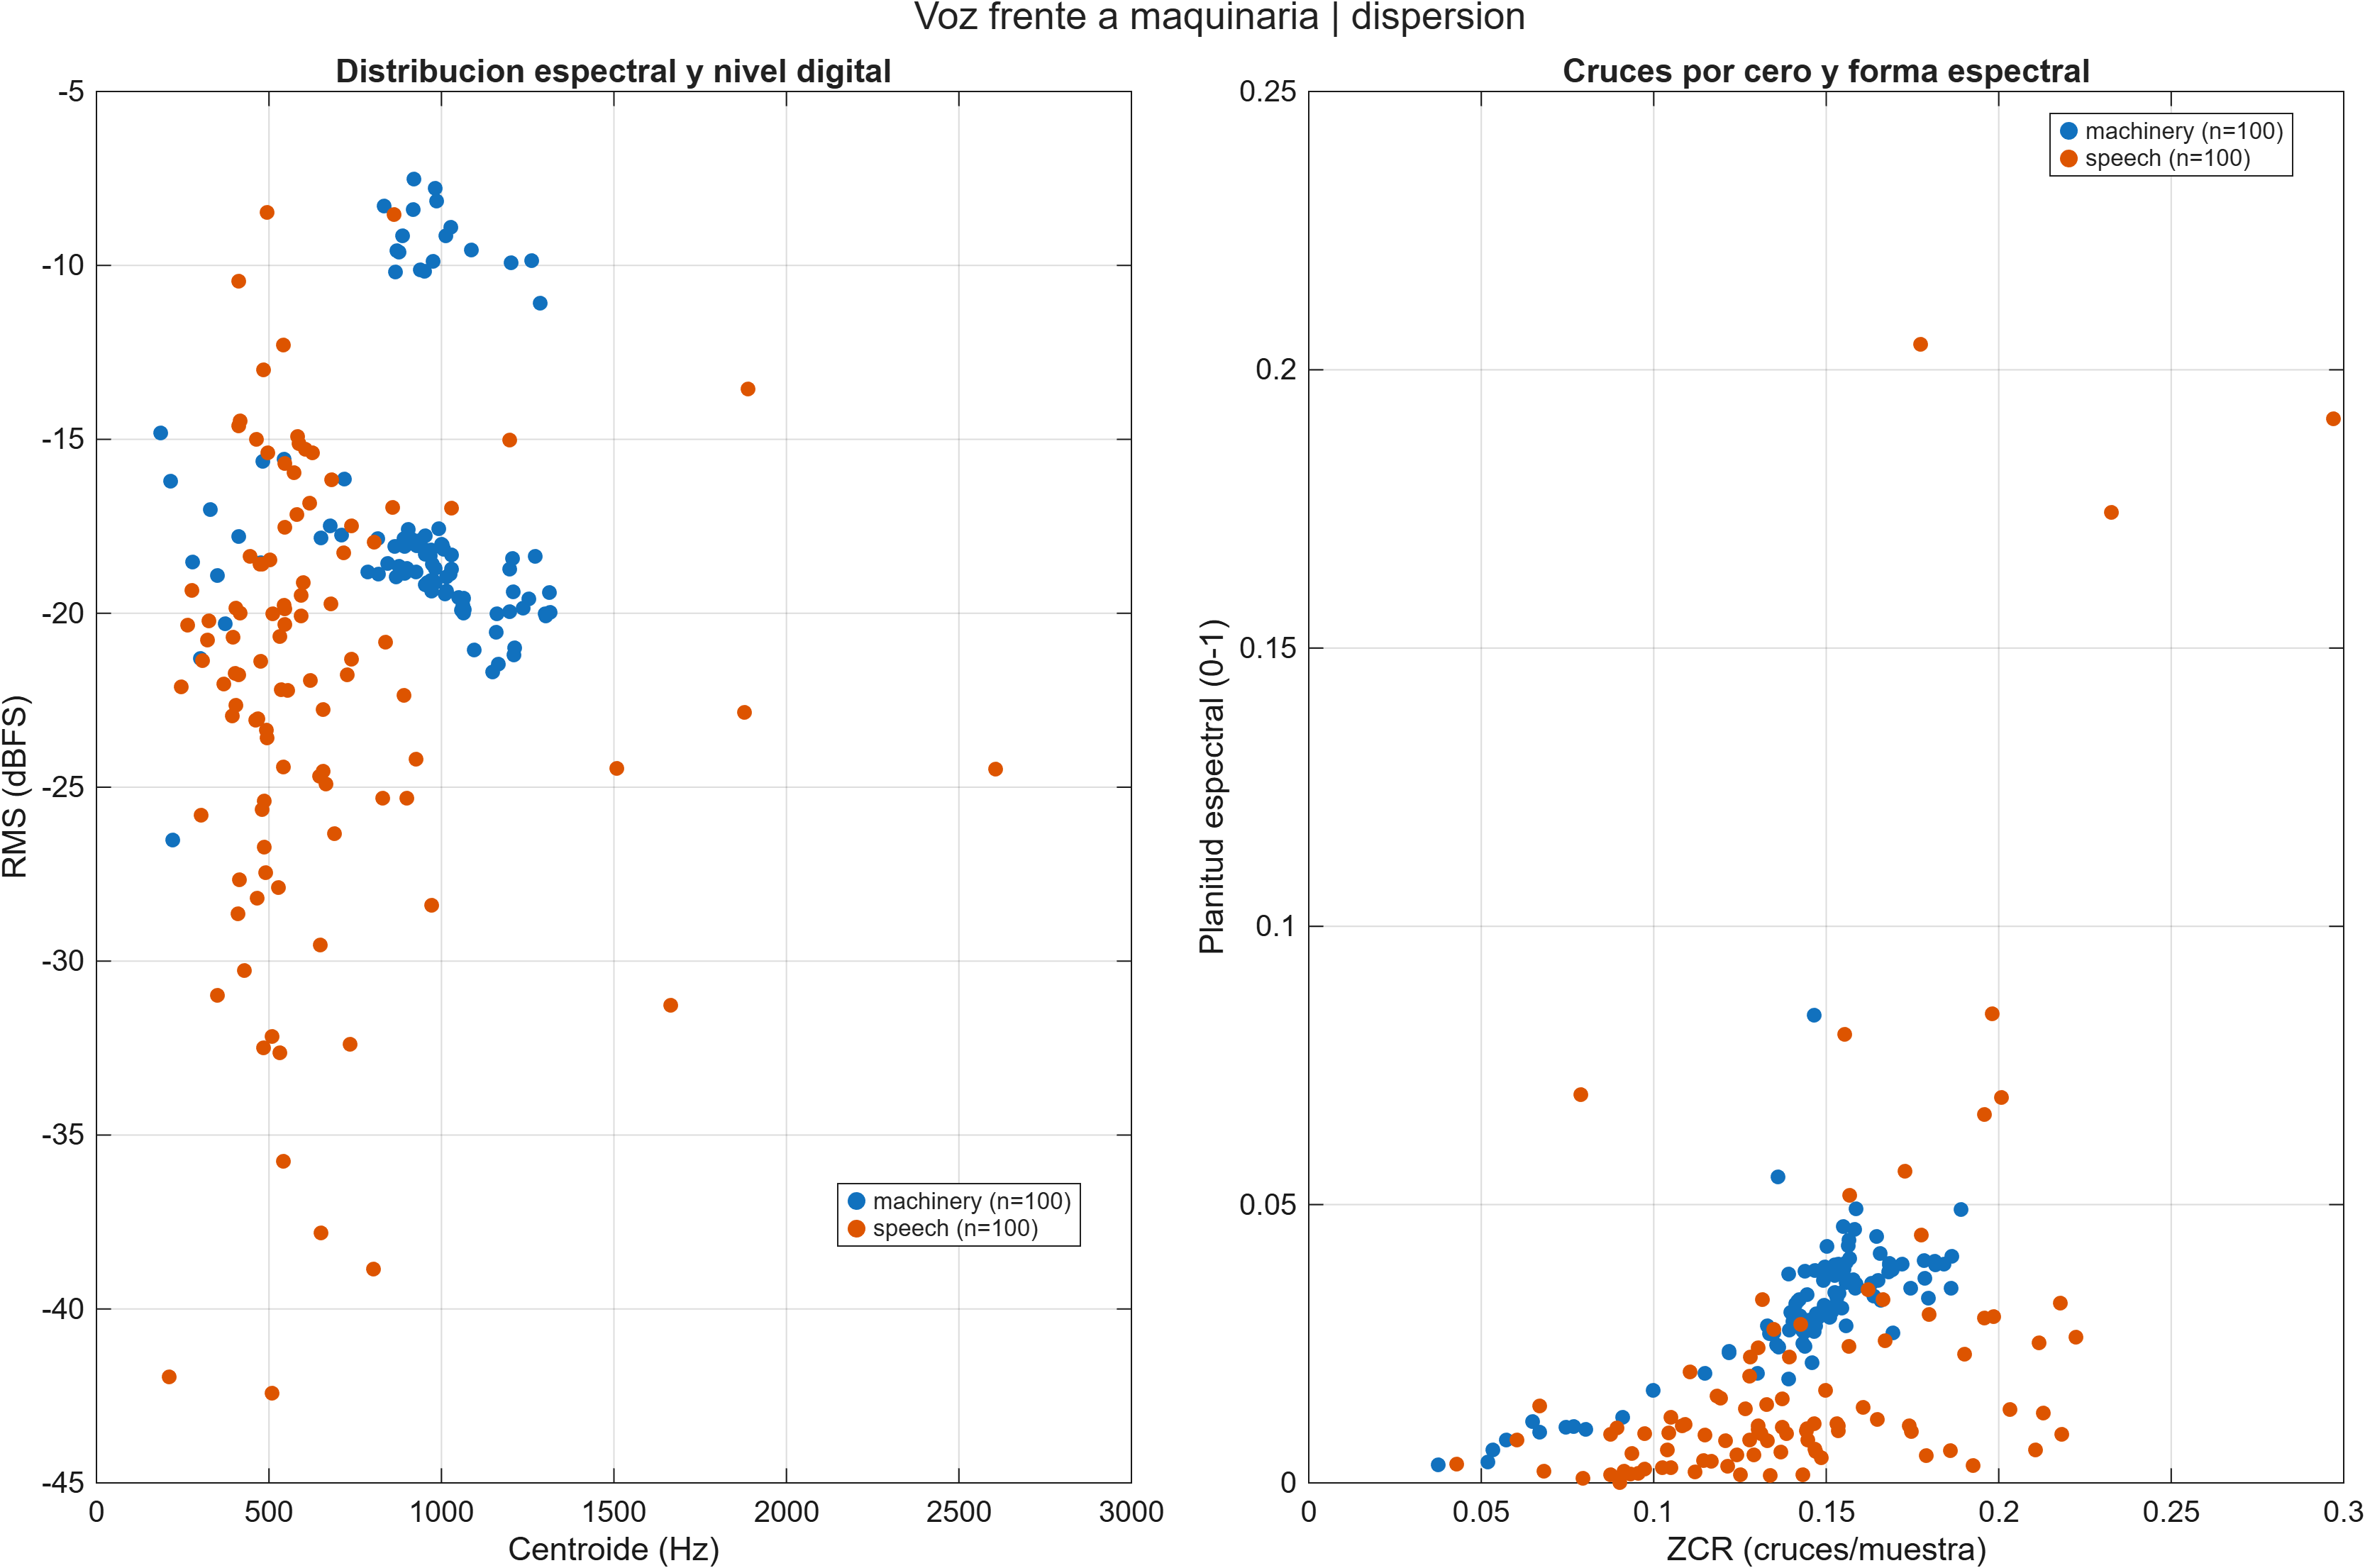 Voz frente a maquinaria | dispersion
Distribucion espectral y nivel digital
-5
-10
-15
-20
-25
-30
-35
-40
-45
RMS (dBFS)
machinery (n=100)
speech (n=100)
0
500
1000
1500
2000
2500
3000
Centroide (Hz)
Cruces por cero y forma espectral
0.25
0.2
0.15
0.1
0.05
0
Planitud espectral (0-1)
machinery (n=100)
speech (n=100)
0
0.05
0.1
0.15
0.2
0.25
0.3
ZCR (cruces/muestra)